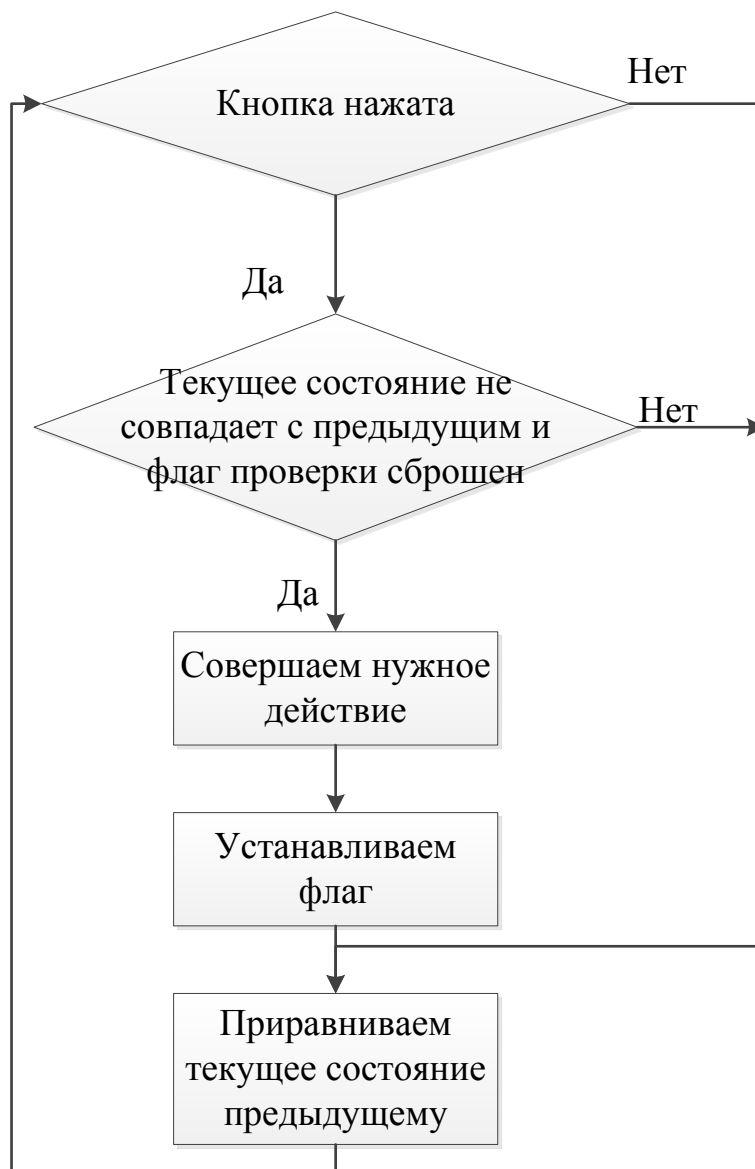 Нет
Кнопка нажата
Да
Текущее состояние не
совпадает с предыдущим и
флаг проверки сброшен
Нет
Да
Совершаем нужное
действие
Устанавливаем
флаг
Приравниваем
текущее состояние
предыдущему